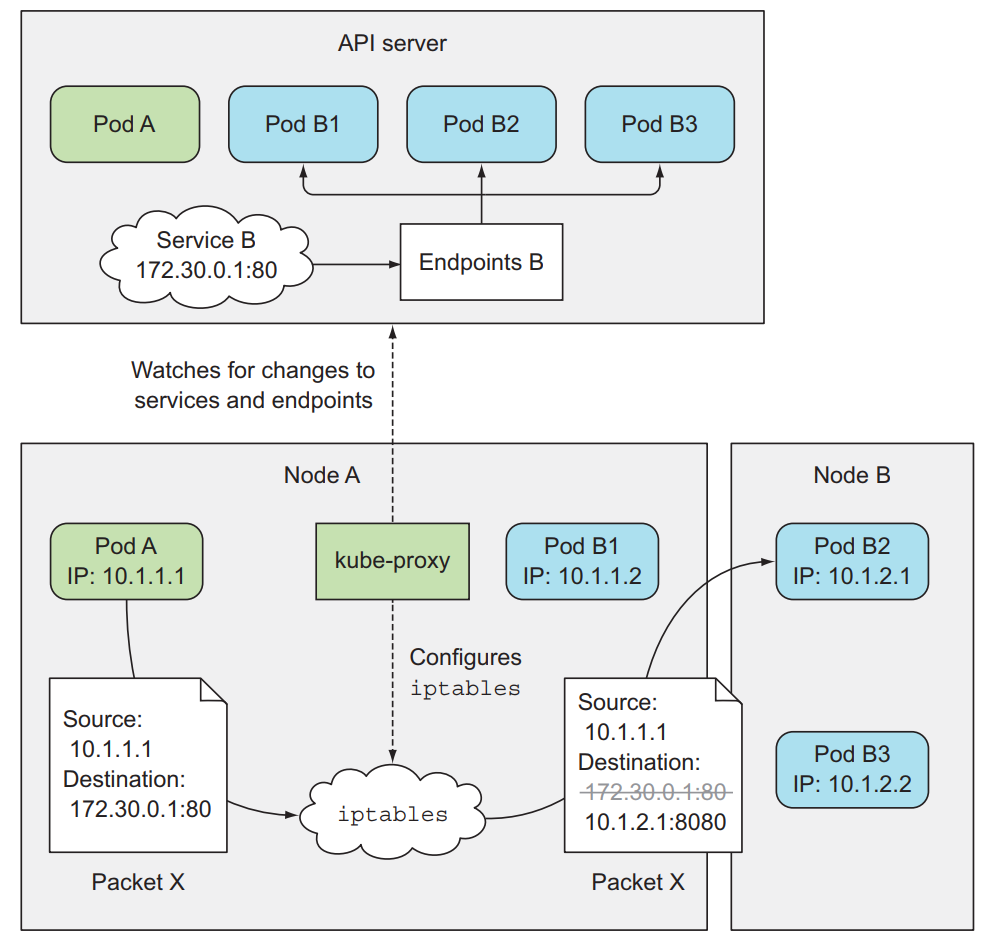 API server
Pod A
Pod B1
Pod B2
Pod B3
Service B
172.30.0.1:80
Endpoints B
Watches for changes to
services and endpoints
Node A
Node B
Pod A
IP: 10.1.1.1
kube-proxy
Pod B1
IP: 10.1.1.2
Pod B2
IP: 10.1.2.1
Configures
iptables
Source:
10.1.1.1
Destination:
172.30.0.1:80
Packet X
iptables
Source:
10.1.1.1
Destination:
172.30.0.1:80
10.1.2.1:8080
Packet X
Pod B3
IP: 10.1.2.2